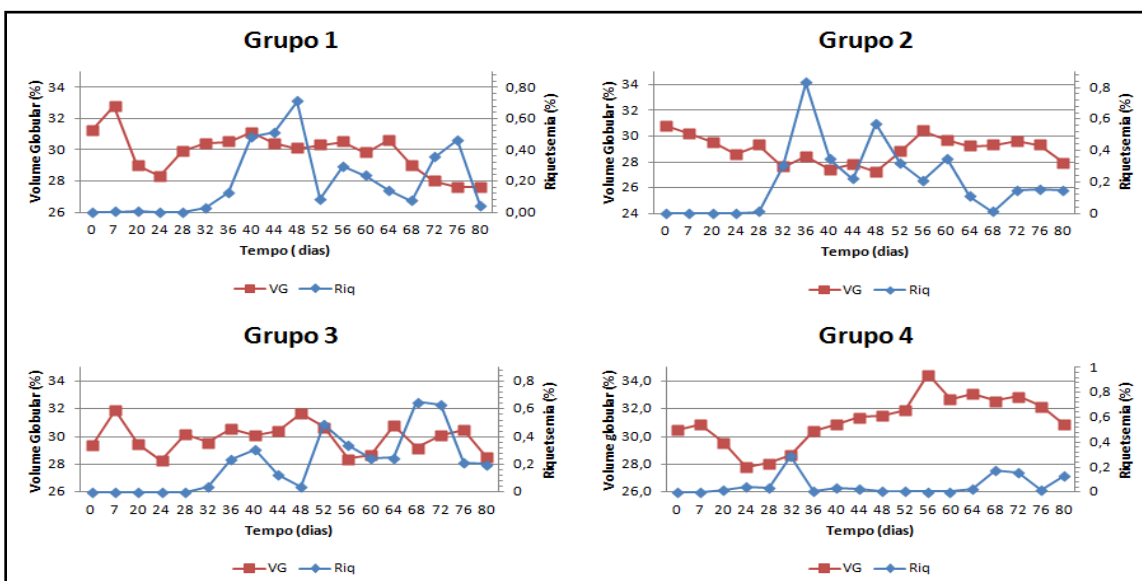 Grupo 1
Volume Globular (%)
34
32
30
28
26
0,80
0,60
0,40
0,20
0,00
Riquetsemia (%)
0 7 20 24 28 32 36 40 44 48 52 56 60 64 68 72 76 80
Tempo ( dias)
VG Riq
Grupo 2
Volume Globular (%)
34
32
30
28
26
24
0,8
0,6
0,4
0,2
0
Riquetsemia (%)
0 7 20 24 28 32 36 40 44 48 52 56 60 64 68 72 76 80
Tempo (dias)
VG Riq
Grupo 3
Volume Globular (%)
34
32
30
28
26
0,8
0,6
0,4
0,2
0
Riquetsemia (%)
0 7 20 24 28 32 36 40 44 48 52 56 60 64 68 72 76 80
Tempo (dias)
VG Riq
Grupo 4
Volume globular (%)
34,0
32,0
30,0
28,0
26,0
1
0,8
0,6
0,4
0,2
0
Riquetsemia (%)
0 7 20 24 28 32 36 40 44 48 52 56 60 64 68 72 76 80
Tempo (dias)
VG Riq